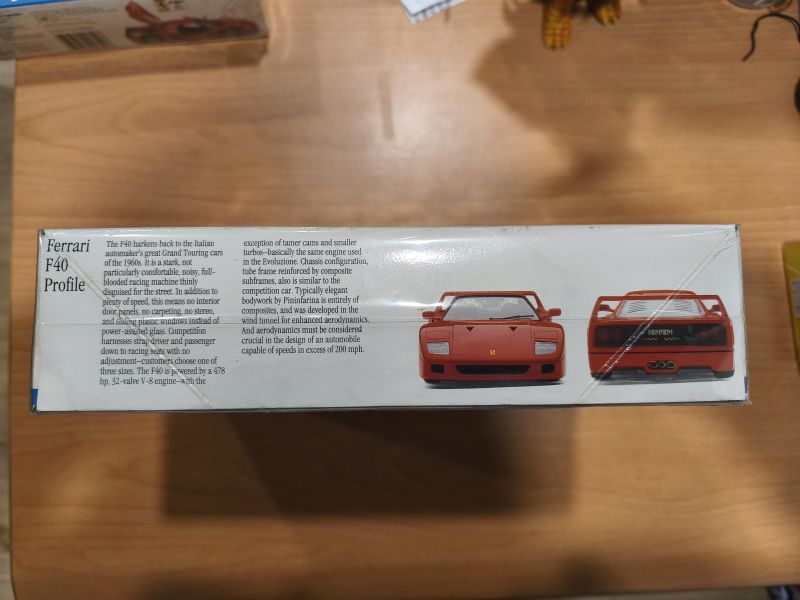 Ferrari
F40
Profile
The F40 harkens back to the Italian
automaker's great Grand Touring cars
of the 1960s. It is a stark, not
particularly comfortable, noisy, full-
blooded racing machine thinly
disguised for the street. In addition to
plenty of speed, this means no interior
door panels, no carpeting, no stereo,
and sliding plastic windows instead of
power-assisted glass. Competition
harnesses strap driver and passenger
down to racing seats with no
adjustment—customers choose one of
three sizes. The F40 is powered by a 478
hp, 32-valve V-8 engine—with the
exception of tamer cams and smaller
turbos—basically the same engine used
in the Evoluzione. Chassis configuration,
tube frame reinforced by composite
subframes, also is similar to the
competition car. Typically elegant
bodywork by Pininfarina is entirely of
composites, and was developed in the
wind tunnel for enhanced aerodynamics.
And aerodynamics must be considered
crucial in the design of an automobile
capable of speeds in excess of 200 mph.
FERRARI